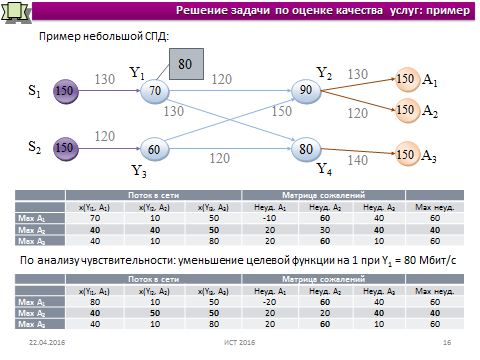 Решение задачи по оценке качества услуг: пример
Пример небольшой СПД:
80
S1 150 130 Y1 70 120 Y2 90 130 150 A1
130 150 120 150 A2
S2 150 120 Y3 60 120 Y4 80 140 150 A3
Поток в сети Матрица сожалений
x(Yi1, A1) x(Yi2, A2) x(Yi2, A3) Неуд. A1 Неуд. A2 Неуд. A3 Max неуд.
Max A1 70 10 50 -10 60 40 60
Max A2 40 40 50 20 30 40 40
Max A3 40 10 80 20 60 10 60
По анализу чувствительности: уменьшение целевой функции на 1 при Y1 = 80 Мбит/с
Поток в сети Матрица сожалений
x(Yi1, A1) x(Yi2, A2) x(Yi2, A3) Неуд. A1 Неуд. A2 Неуд. A3 Max неуд.
Max A1 80 10 50 -20 60 40 60
Max A2 40 50 50 20 20 40 40
Max A3 40 10 80 20 60 10 60
22.04.2016 ИСТ 2016 16